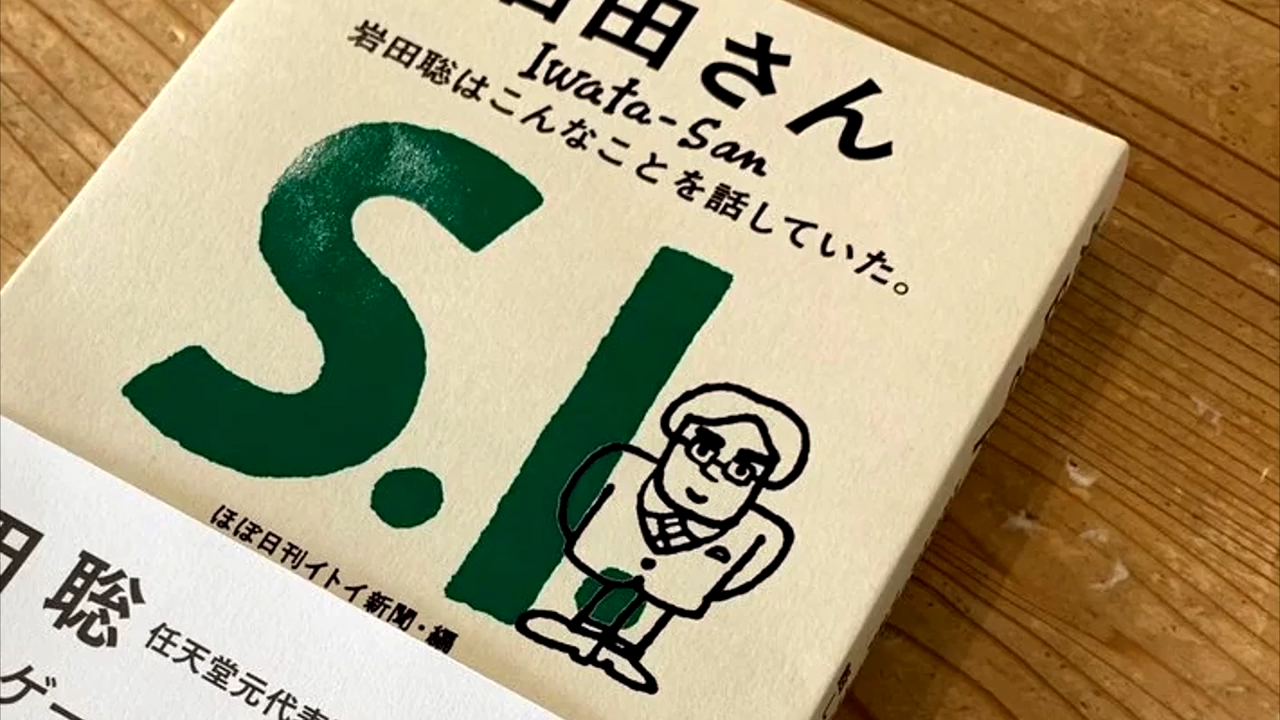 岩田さん
Iwata-San
岩田聡はこんなことを話していた。
S.I.
ほぼ日刊イトイ新聞・編
田 聡 任天堂元代表
ゲー